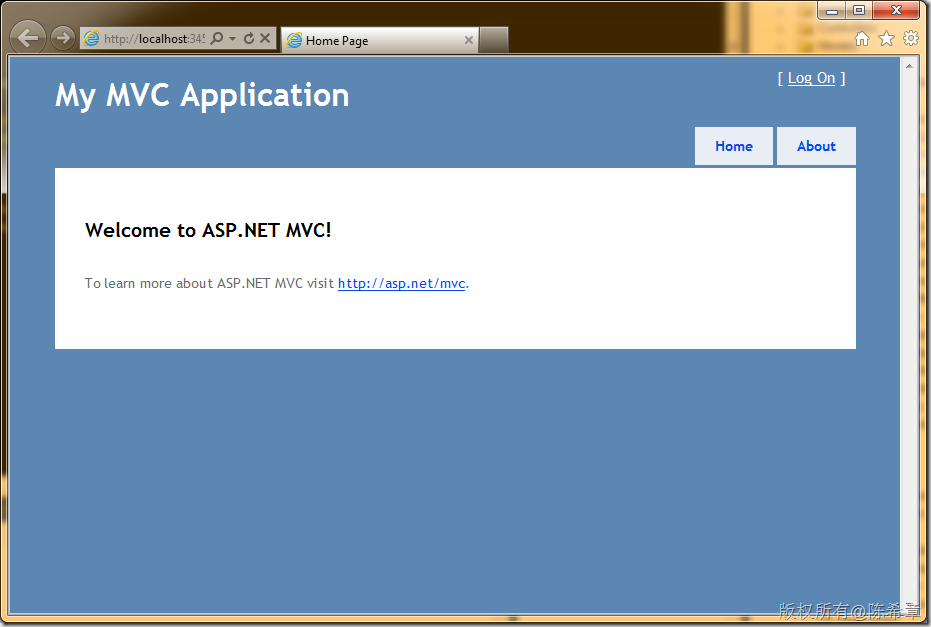 http://localhost:345
Home Page
[ Log On ]
My MVC Application
Home
About
Welcome to ASP.NET MVC!
To learn more about ASP.NET MVC visit http://asp.net/mvc.
版权所有@陈希章